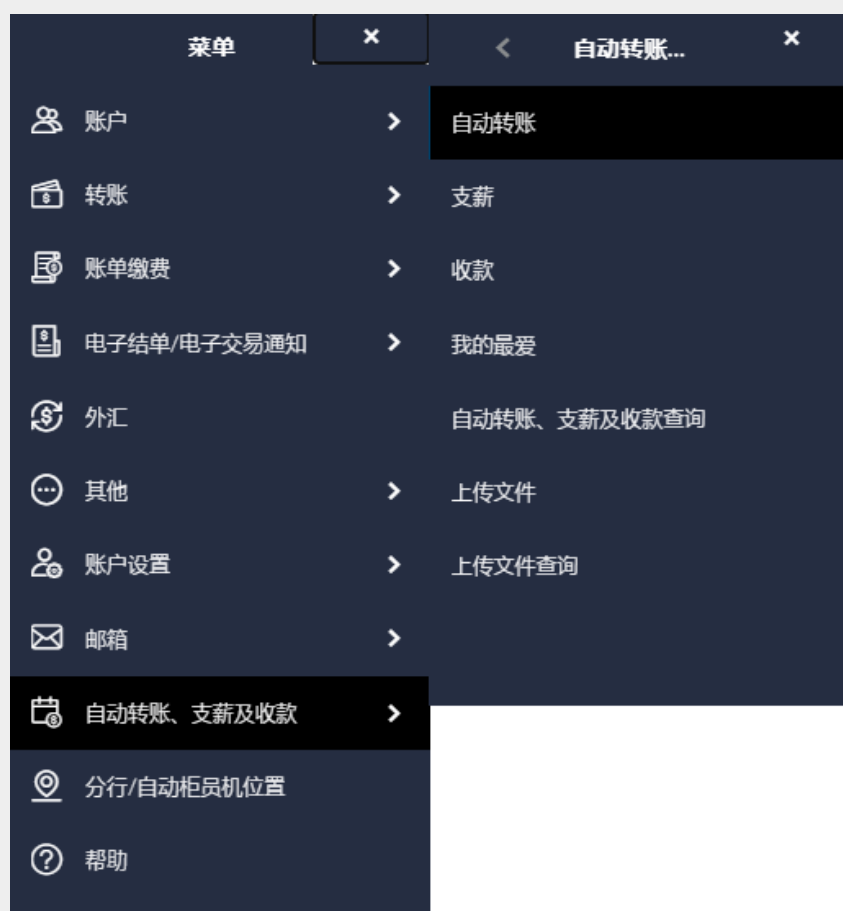 菜单
账户
转账
账单缴费
电子结单/电子交易通知
外汇
其他
账户设置
邮箱
自动转账、支薪及收款
分行/自动柜员机位置
帮助
自动转账...
自动转账
支薪
收款
我的最爱
自动转账、支薪及收款查询
上传文件
上传文件查询